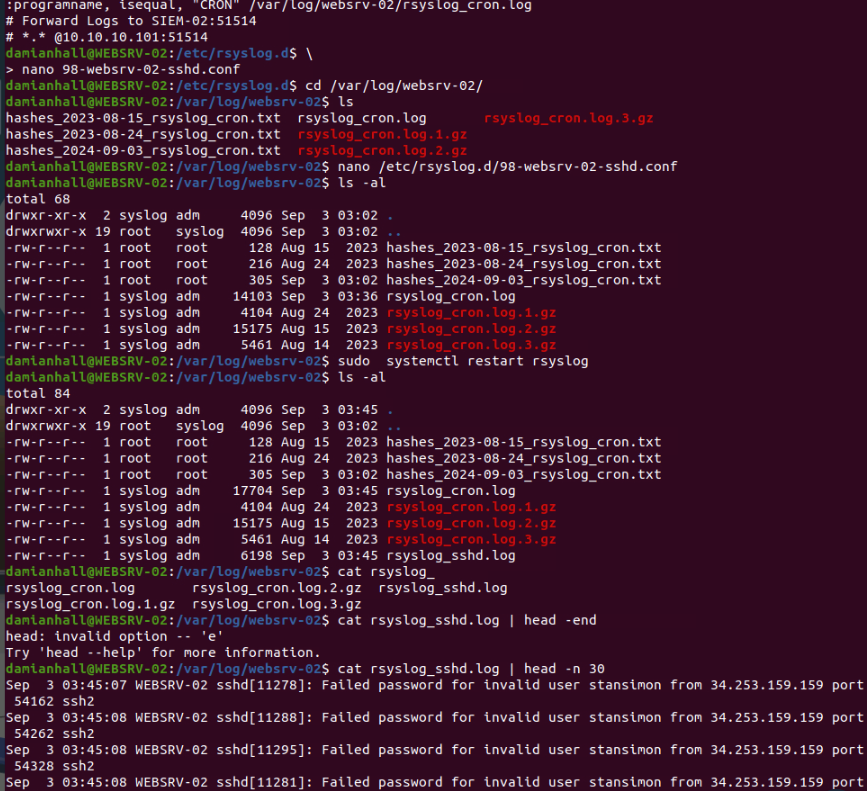 :programname, isequal, "CRON" /var/log/websrv-02/rsyslog_cron.log
# Forward Logs to SIEM-02:51514
# *.* @10.10.10.101:51514
damianhall@WEBSRV-02:/etc/rsyslog.d$ \
> nano 98-websrv-02-sshd.conf
damianhall@WEBSRV-02:/etc/rsyslog.d$ cd /var/log/websrv-02/
damianhall@WEBSRV-02:/var/log/websrv-02$ ls
hashes_2023-08-15_rsyslog_cron.txt  rsyslog_cron.log       rsyslog_cron.log.3.gz
hashes_2023-08-24_rsyslog_cron.txt  rsyslog_cron.log.1.gz
hashes_2024-09-03_rsyslog_cron.txt  rsyslog_cron.log.2.gz
damianhall@WEBSRV-02:/var/log/websrv-02$ nano /etc/rsyslog.d/98-websrv-02-sshd.conf
damianhall@WEBSRV-02:/var/log/websrv-02$ ls -al
total 68
drwxr-xr-x  2 syslog adm     4096 Sep  3 03:02 .
drwxrwxr-x 19 root   syslog  4096 Sep  3 03:02 ..
-rw-r--r--  1 root   root     128 Aug 15  2023 hashes_2023-08-15_rsyslog_cron.txt
-rw-r--r--  1 root   root     216 Aug 24  2023 hashes_2023-08-24_rsyslog_cron.txt
-rw-r--r--  1 root   root     305 Sep  3 03:02 hashes_2024-09-03_rsyslog_cron.txt
-rw-r--r--  1 syslog adm    14103 Sep  3 03:36 rsyslog_cron.log
-rw-r--r--  1 syslog adm     4104 Aug 24  2023 rsyslog_cron.log.1.gz
-rw-r--r--  1 syslog adm    15175 Aug 15  2023 rsyslog_cron.log.2.gz
-rw-r--r--  1 syslog adm     5461 Aug 14  2023 rsyslog_cron.log.3.gz
damianhall@WEBSRV-02:/var/log/websrv-02$ sudo  systemctl restart rsyslog
damianhall@WEBSRV-02:/var/log/websrv-02$ ls -al
total 84
drwxr-xr-x  2 syslog adm     4096 Sep  3 03:45 .
drwxrwxr-x 19 root   syslog  4096 Sep  3 03:02 ..
-rw-r--r--  1 root   root     128 Aug 15  2023 hashes_2023-08-15_rsyslog_cron.txt
-rw-r--r--  1 root   root     216 Aug 24  2023 hashes_2023-08-24_rsyslog_cron.txt
-rw-r--r--  1 root   root     305 Sep  3 03:02 hashes_2024-09-03_rsyslog_cron.txt
-rw-r--r--  1 syslog adm    17704 Sep  3 03:45 rsyslog_cron.log
-rw-r--r--  1 syslog adm     4104 Aug 24  2023 rsyslog_cron.log.1.gz
-rw-r--r--  1 syslog adm    15175 Aug 15  2023 rsyslog_cron.log.2.gz
-rw-r--r--  1 syslog adm     5461 Aug 14  2023 rsyslog_cron.log.3.gz
-rw-r--r--  1 syslog adm     6198 Sep  3 03:45 rsyslog_sshd.log
damianhall@WEBSRV-02:/var/log/websrv-02$ cat rsyslog_
rsyslog_cron.log       rsyslog_cron.log.2.gz  rsyslog_sshd.log
rsyslog_cron.log.1.gz  rsyslog_cron.log.3.gz
damianhall@WEBSRV-02:/var/log/websrv-02$ cat rsyslog_sshd.log | head -end
head: invalid option -- 'e'
Try 'head --help' for more information.
damianhall@WEBSRV-02:/var/log/websrv-02$ cat rsyslog_sshd.log | head -n 30
Sep  3 03:45:07 WEBSRV-02 sshd[11278]: Failed password for invalid user stansimon from 34.253.159.159 port
 54162 ssh2
Sep  3 03:45:08 WEBSRV-02 sshd[11288]: Failed password for invalid user stansimon from 34.253.159.159 port
 54262 ssh2
Sep  3 03:45:08 WEBSRV-02 sshd[11295]: Failed password for invalid user stansimon from 34.253.159.159 port
 54328 ssh2
Sep  3 03:45:08 WEBSRV-02 sshd[11281]: Failed password for invalid user stansimon from 34.253.159.159 port